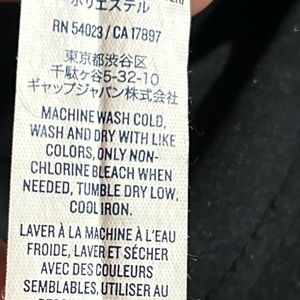 ポリエステル
RN 54023 / CA 17897
東京都渋谷区
千駄ヶ谷5-32-10
ギャップジャパン株式会社
MACHINE WASH COLD,
WASH AND DRY WITH LIKE
COLORS, ONLY NON-
CHLORINE BLEACH WHEN
NEEDED, TUMBLE DRY LOW,
COOL IRON.
LAVER À LA MACHINE À L'EAU
FROIDE, LAVER ET SÉCHER
AVEC DES COULEURS
SEMBLABLES, UTILISER AU